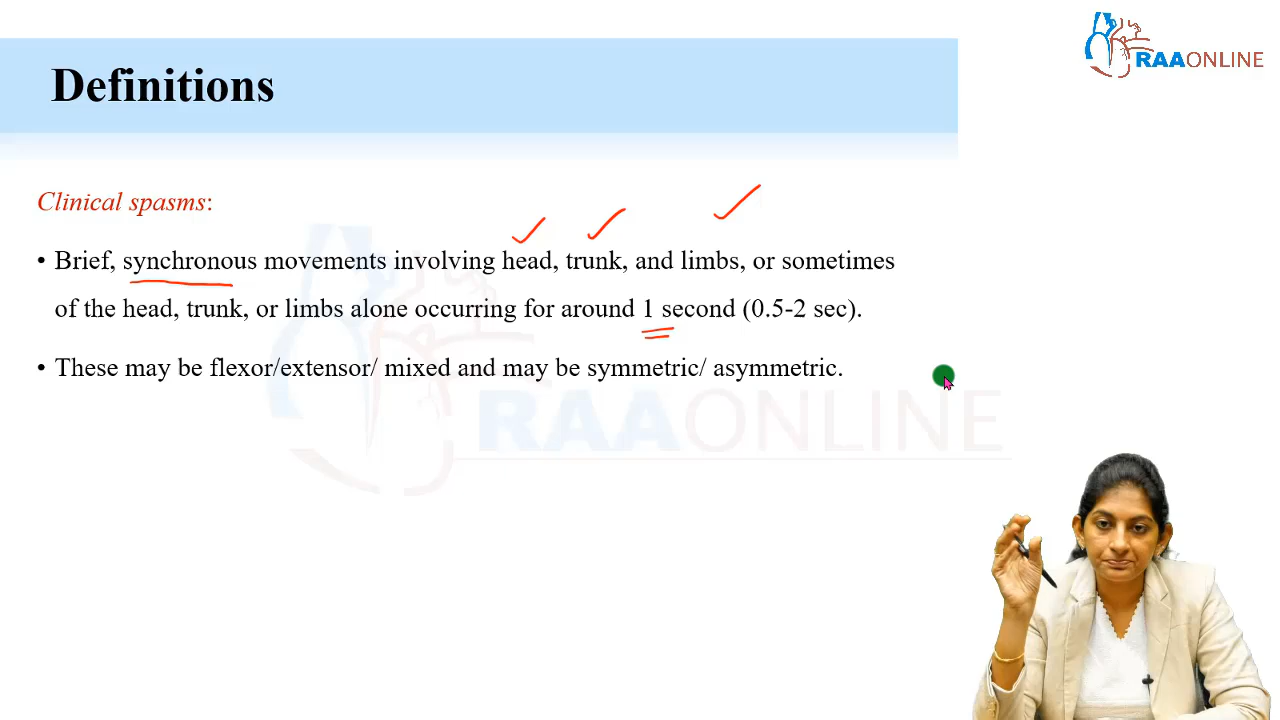 RAAONLINE
Definitions
Clinical spasms:
• Brief, synchronous movements involving head, trunk, and limbs, or sometimes
of the head, trunk, or limbs alone occurring for around 1 second (0.5-2 sec).
• These may be flexor/extensor/ mixed and may be symmetric/ asymmetric.
RAAONLINE